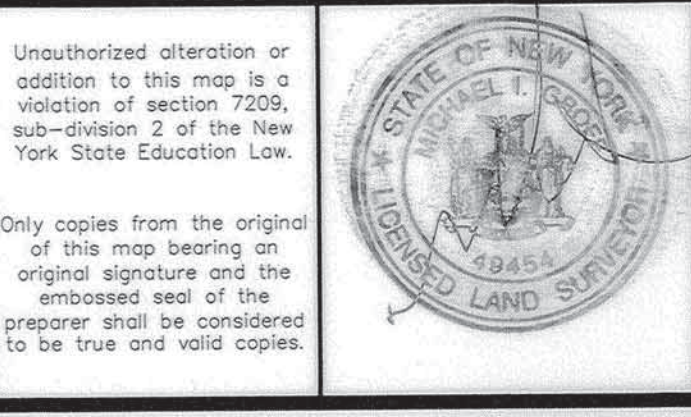 Unauthorized alteration or
addition to this map is a
violation of section 7209,
sub-division 2 of the New
York State Education Law.
Only copies from the original
of this map bearing an
original signature and the
embossed seal of the
preparer shall be considered
to be true and valid copies.
STATE OF NEW YORK
MICHAEL I.
49454
LICENSED LAND SURVEYOR